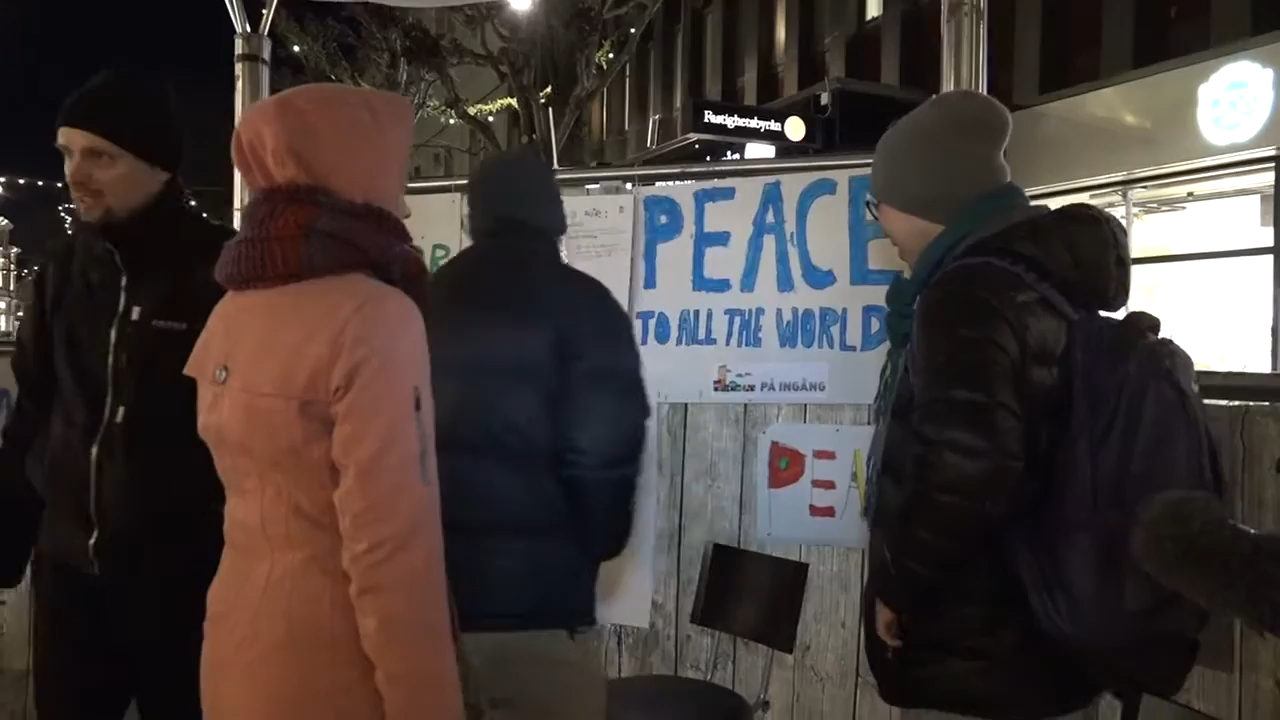 Fastighetsbyrån
PEACE
TO ALL THE WORLD
PÅ INGÅNG
PEA